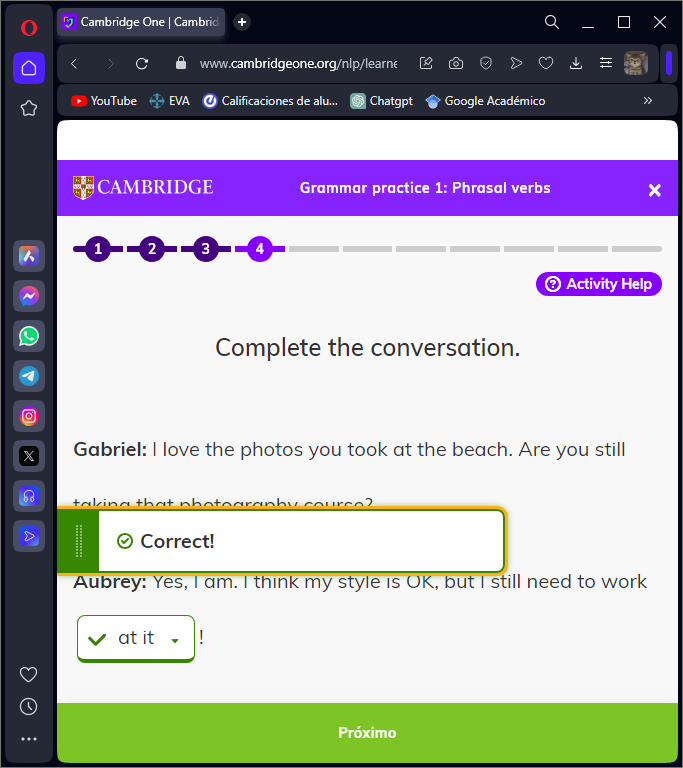 Cambridge One | Cambrid
www.cambridgeone.org/nlp/learne
YouTube EVA Calificaciones de alu... Chatgpt Google Académico »
CAMBRIDGE Grammar practice 1: Phrasal verbs
1 2 3 4
Activity Help
Complete the conversation.
Gabriel: I love the photos you took at the beach. Are you still
taking that photography course?
Correct!
Aubrey: Yes, I am. I think my style is OK, but I still need to work
at it !
Próximo